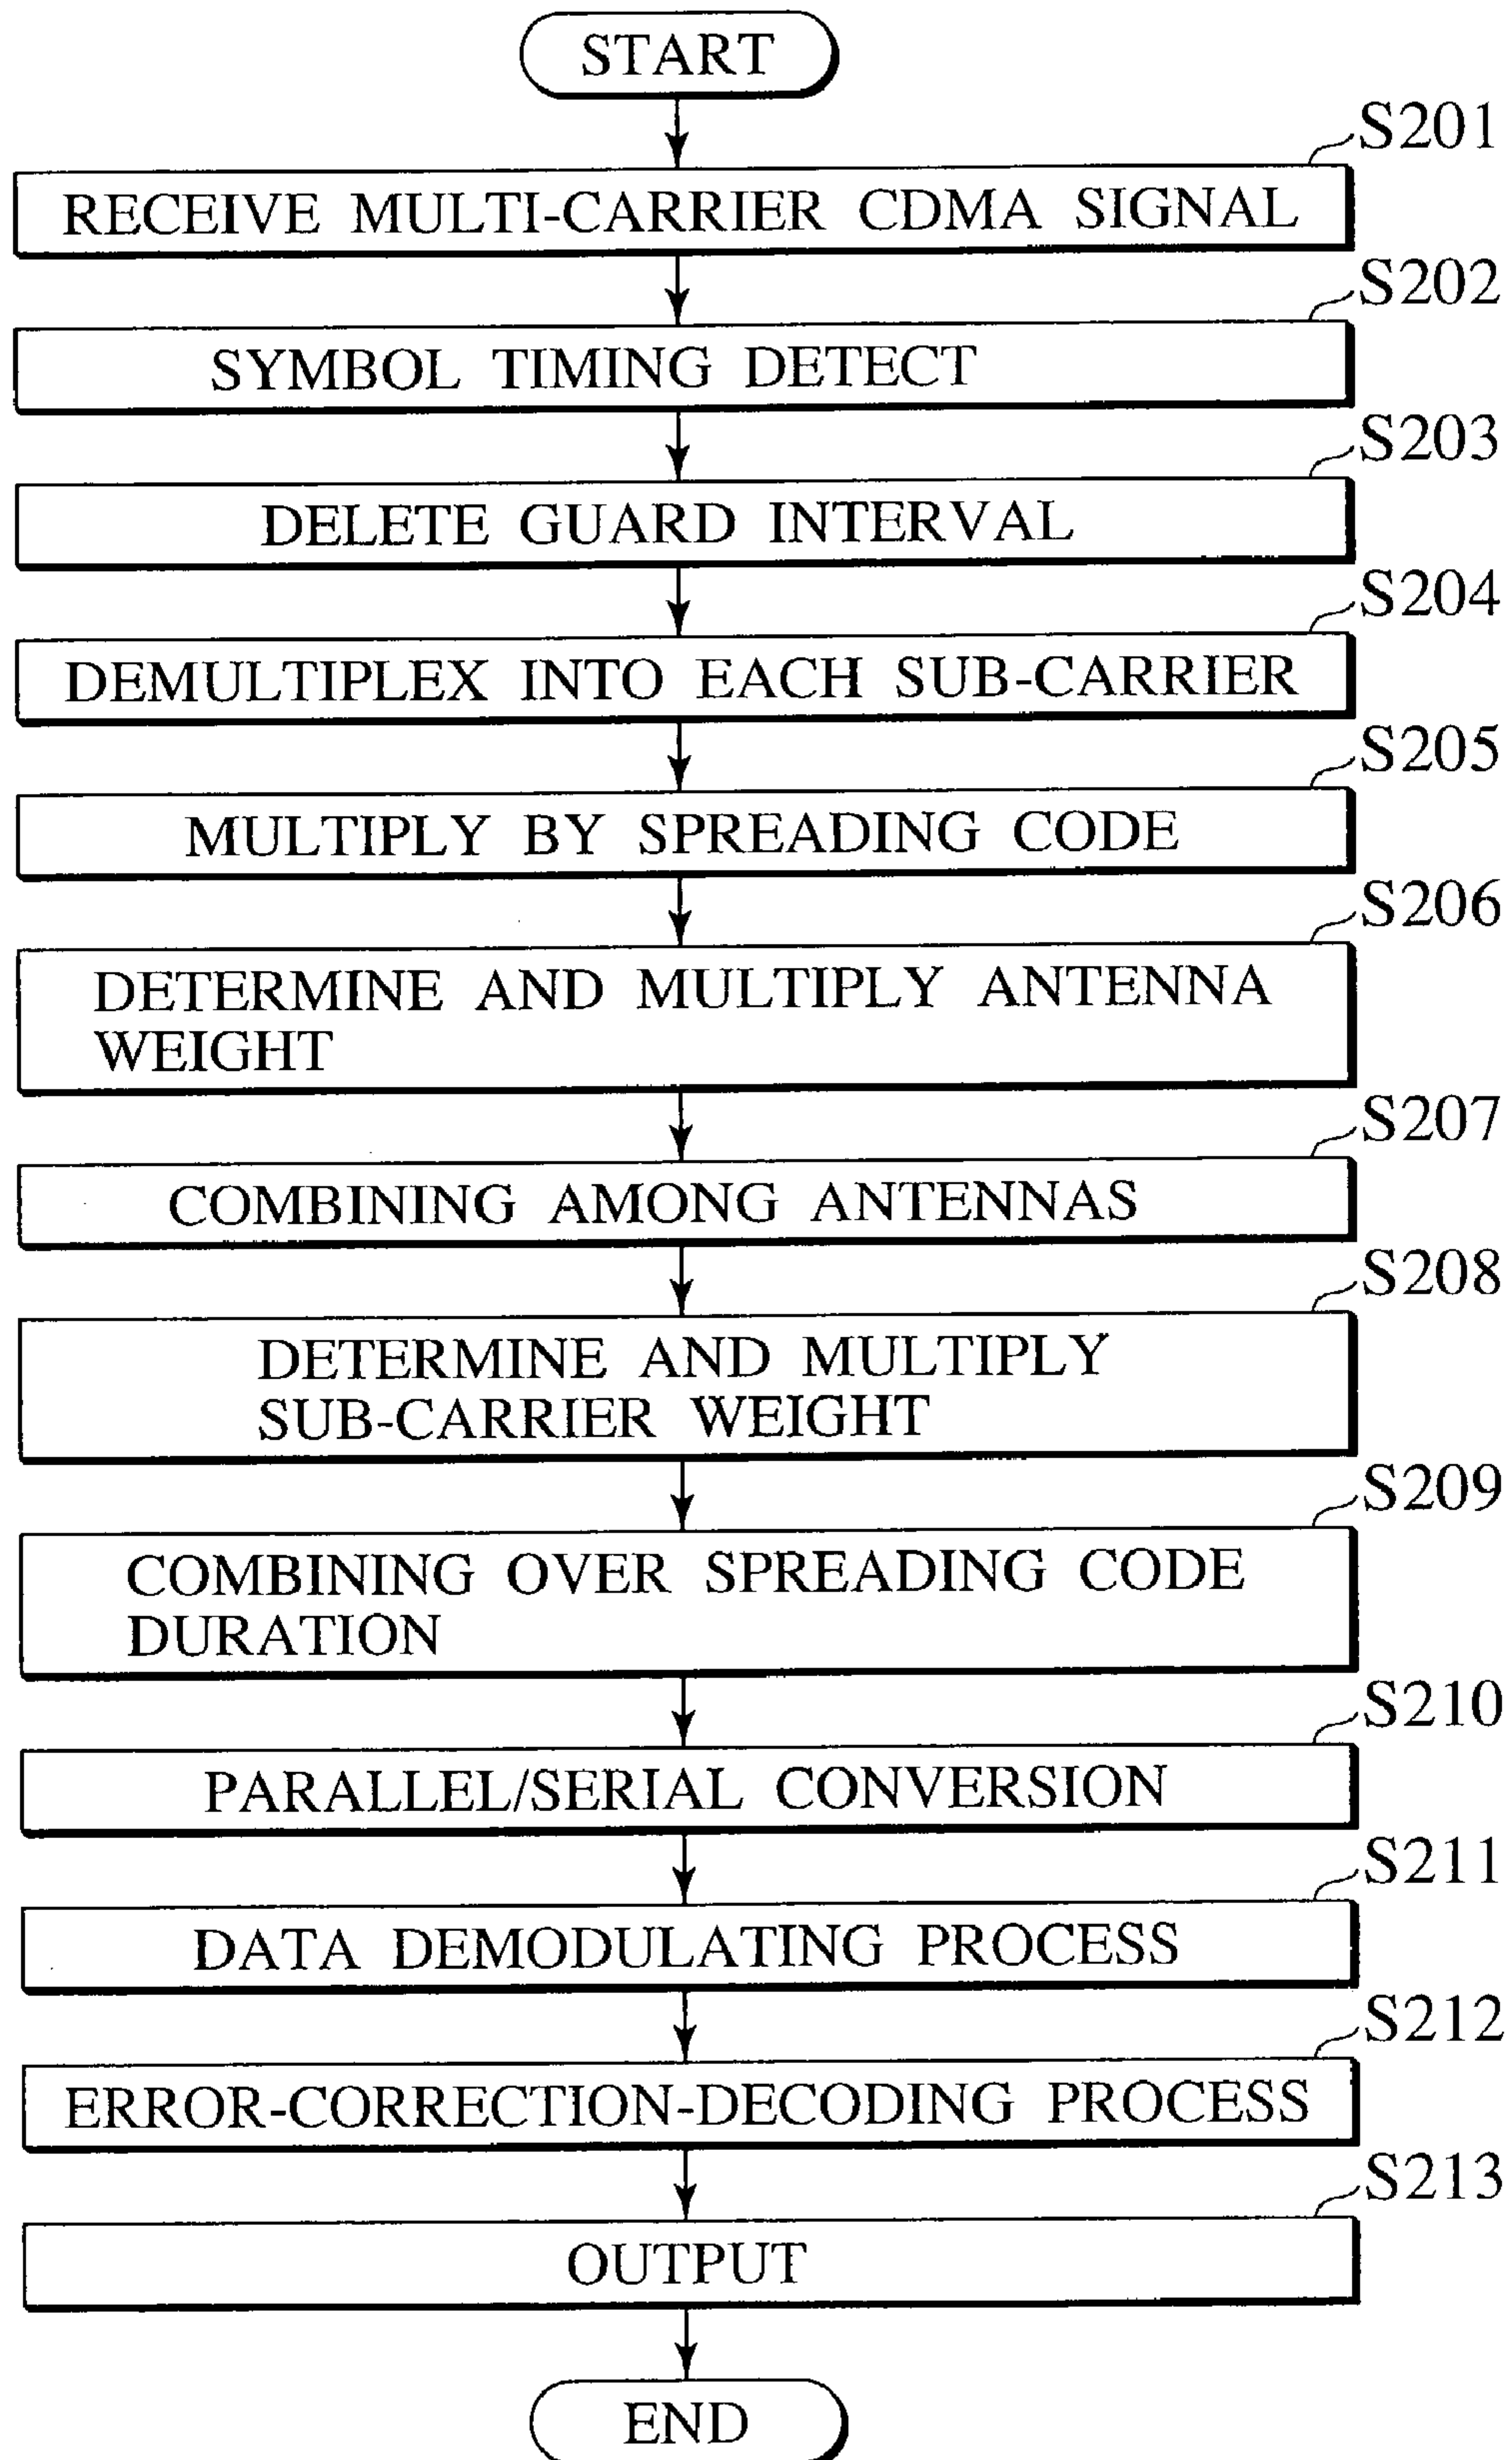 START
S201
RECEIVE MULTI-CARRIER CDMA SIGNAL
S202
SYMBOL TIMING DETECT
S203
DELETE GUARD INTERVAL
S204
DEMULTIPLEX INTO EACH SUB-CARRIER
S205
MULTIPLY BY SPREADING CODE
S206
DETERMINE AND MULTIPLY ANTENNA
WEIGHT
S207
COMBINING AMONG ANTENNAS
S208
DETERMINE AND MULTIPLY
SUB-CARRIER WEIGHT
S209
COMBINING OVER SPREADING CODE
DURATION
S210
PARALLEL/SERIAL CONVERSION
S211
DATA DEMODULATING PROCESS
S212
ERROR-CORRECTION-DECODING PROCESS
S213
OUTPUT
END